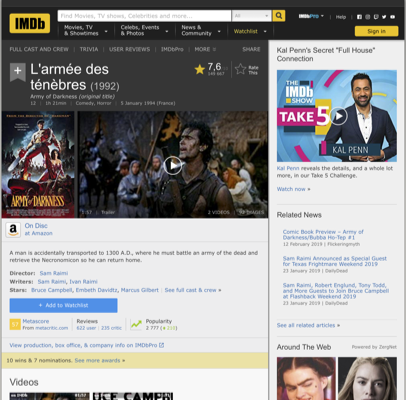 IMDb
Find Movies, TV shows, Celebrities and more...
All
IMDbPro
Help
Movies, TV & Showtimes
Celebs, Events & Photos
News & Community
Watchlist
Sign in
FULL CAST AND CREW | TRIVIA | USER REVIEWS | IMDbPro | MORE
SHARE
L'armée des ténèbres (1992)
7,6
Rate This
Army of Darkness (original title)
12 | 1h 21min | Comedy, Horror | 5 January 1994 (France)
ARMY OF DARKNESS
1:57 | Trailer
2 VIDEOS
IMAGES
On Disc
at Amazon
A man is accidentally transported to 1300 A.D., where he must battle an army of the dead and retrieve the Necronomicon so he can return home.
Director: Sam Raimi
Writers: Sam Raimi, Ivan Raimi
Stars: Bruce Campbell, Embeth Davidtz, Marcus Gilbert | See full cast & crew »
+ Add to Watchlist
Metascore
From metacritic.com
Reviews
622 user | 235 critic
Popularity
2 777
View production, box office, & company info on IMDbPro
10 wins & 7 nominations. See more awards »
Videos
Kal Penn's Secret "Full House" Connection
THE IMDb SHOW
TAKE 5
KAL PENN
Kal Penn reveals the details, and a whole lot more, in our Take 5 Challenge.
Watch now »
Related News
Comic Book Preview – Army of Darkness/Bubba Ho-Tep #1
12 February 2019 | Flickeringmyth
Sam Raimi Announced as Special Guest for Texas Frightmare Weekend 2019
23 January 2019 | DailyDead
Sam Raimi, Robert Englund, Tony Todd, and More Guests to Join Bruce Campbell at Flashback Weekend 2019
23 January 2019 | DailyDead
See all related articles »
Around The Web
Powered by ZergNet